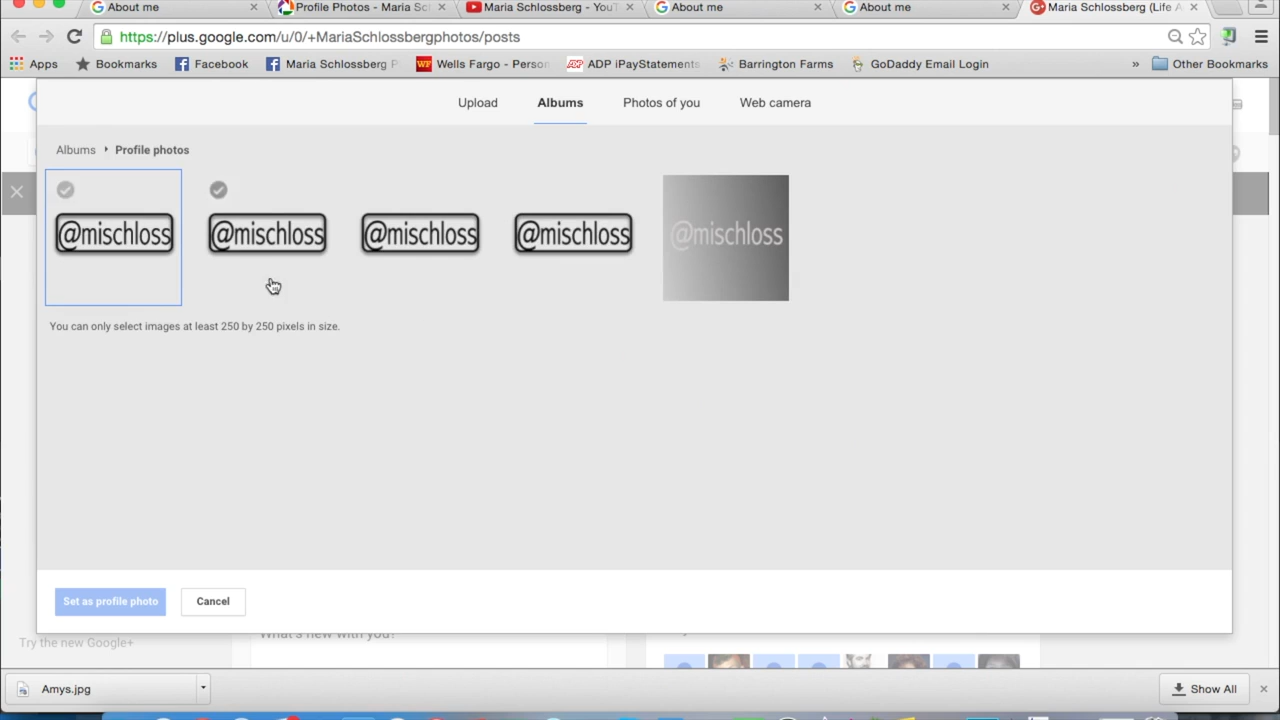 About me
Profile Photos - Maria Sc
Maria Schlossberg - YouT
About me
About me
Maria Schlossberg (Life A
https://plus.google.com/u/0/+MariaSchlossbergphotos/posts
Apps
Bookmarks
Facebook
Maria Schlossberg P
WF Wells Fargo - Person
ADP ADP iPayStatements
Barrington Farms
GoDaddy Email Login
»
Other Bookmarks
Upload
Albums
Photos of you
Web camera
Albums
Profile photos
@mischloss
@mischloss
@mischloss
@mischloss
@mischloss
You can only select images at least 250 by 250 pixels in size.
Set as profile photo
Cancel
Try the new Google+
What's new with you?
Amys.jpg
Show All